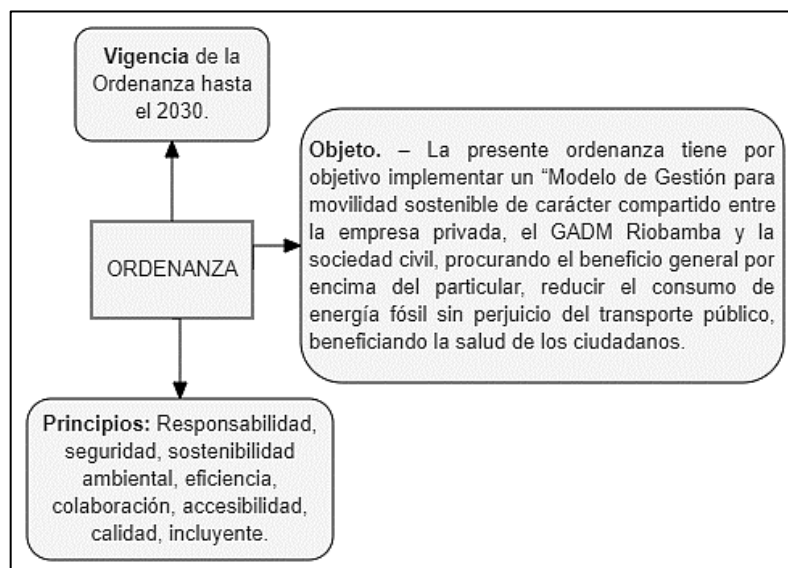 Vigencia de la
Ordenanza hasta
el 2030.
Objeto. – La presente ordenanza tiene por
objetivo implementar un “Modelo de Gestión para
movilidad sostenible de carácter compartido entre
la empresa privada, el GADM Riobamba y la
sociedad civil, procurando el beneficio general por
encima del particular, reducir el consumo de
energía fósil sin perjuicio del transporte público,
beneficiando la salud de los ciudadanos.
ORDENANZA
Principios: Responsabilidad,
seguridad, sostenibilidad
ambiental, eficiencia,
colaboración, accesibilidad,
calidad, incluyente.